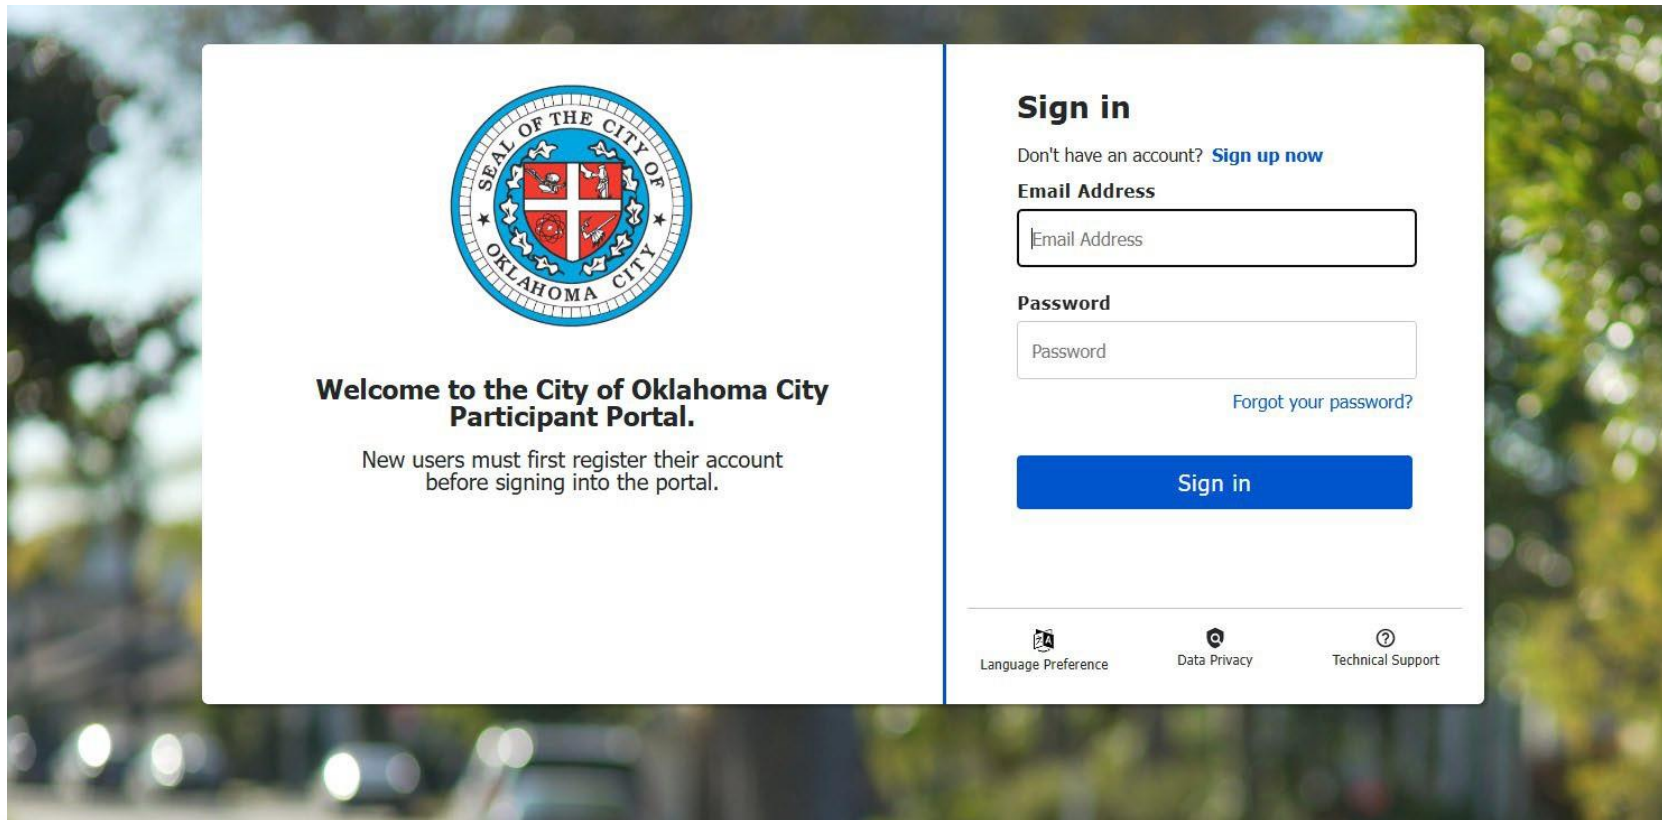 SEAL OF THE CITY OF
OKLAHOMA CITY
Welcome to the City of Oklahoma City
Participant Portal.
New users must first register their account
before signing into the portal.
Sign in
Don't have an account? Sign up now
Email Address
Email Address
Password
Password
Forgot your password?
Sign in
Language Preference
Data Privacy
Technical Support